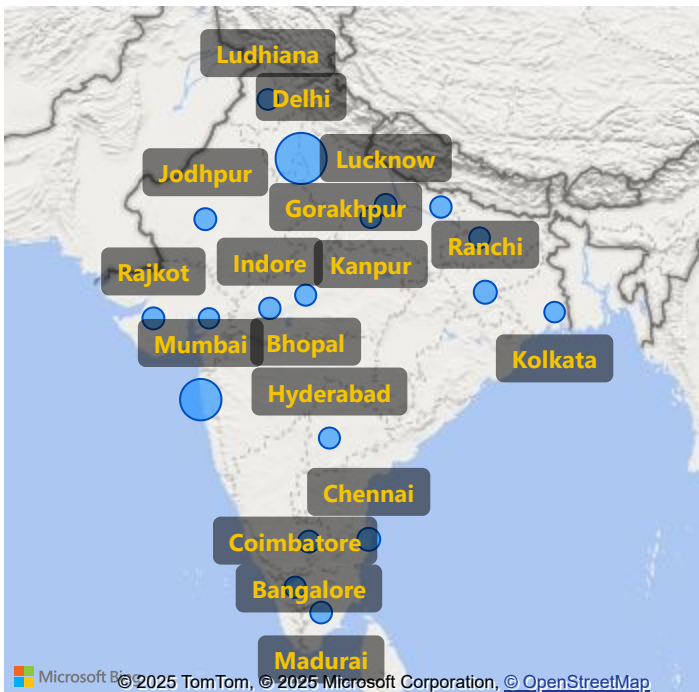 Ludhiana
Delhi
Lucknow
Jodhpur
Gorakhpur
Ranchi
Indore
Kanpur
Rajkot
Mumbai
Bhopal
Kolkata
Hyderabad
Chennai
Coimbatore
Bangalore
Madurai
Microsoft Bing
© 2025 TomTom, © 2025 Microsoft Corporation, © OpenStreetMap